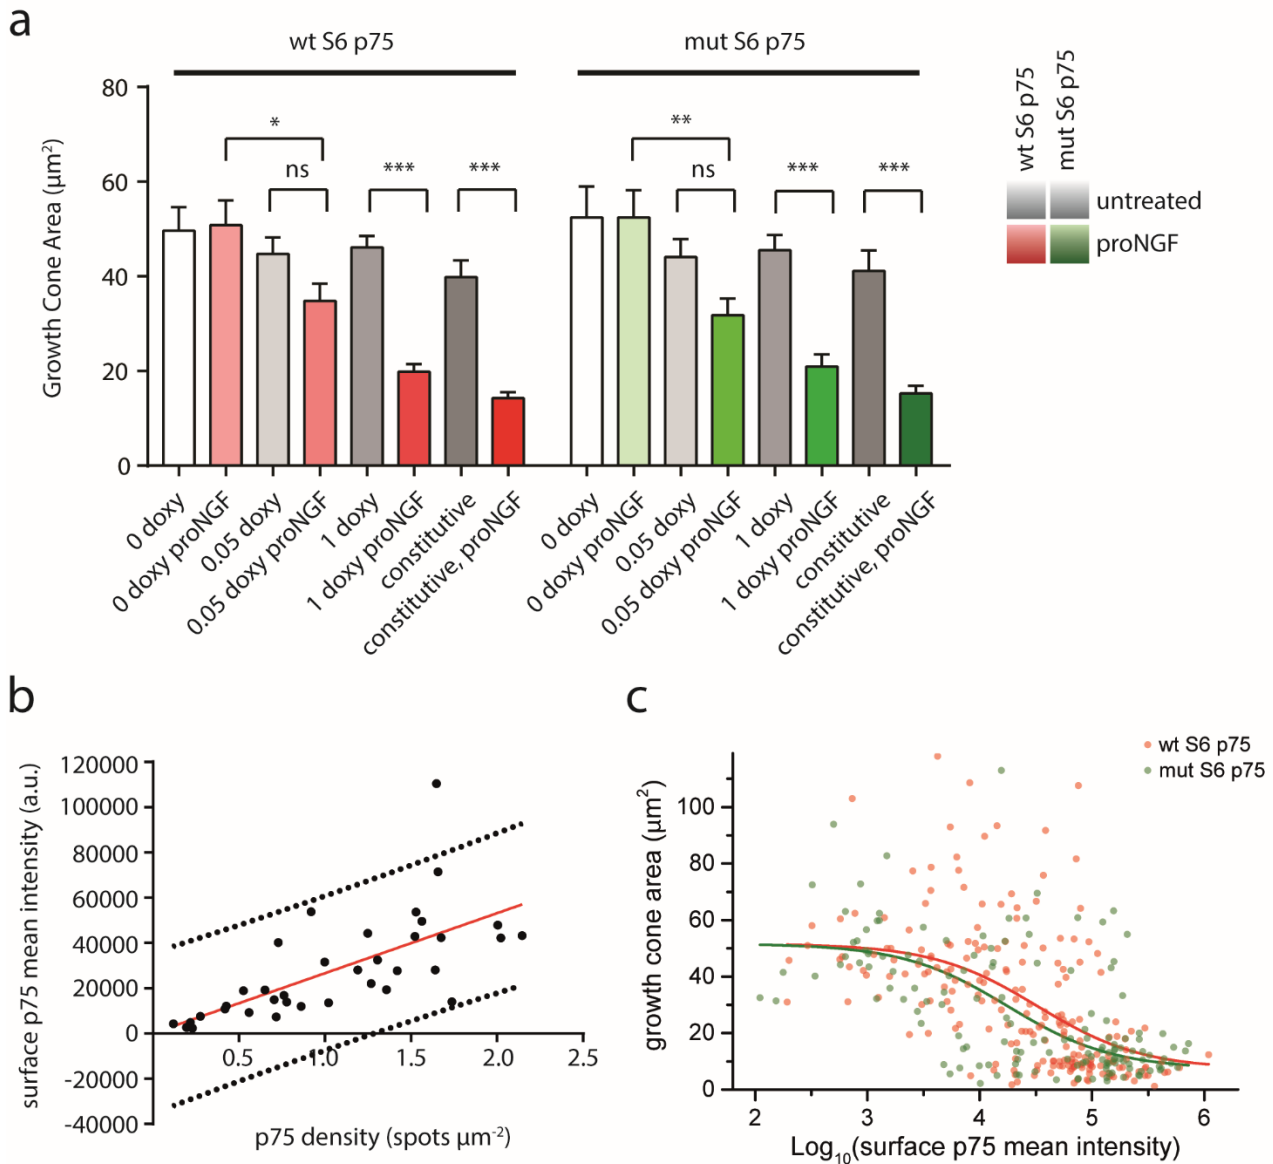 a
wt S6 p75
mut S6 p75
wt S6 p75
mut S6 p75
untreated
proNGF
Growth Cone Area (µm²)
80
60
40
20
0
*
ns
***
***
**
ns
***
***
0 doxy
0 doxy proNGF
0.05 doxy
0.05 doxy proNGF
1 doxy
1 doxy proNGF
constitutive
constitutive, proNGF
0 doxy
0 doxy proNGF
0.05 doxy
0.05 doxy proNGF
1 doxy
1 doxy proNGF
constitutive
constitutive, proNGF
b
surface p75 mean intensity (a.u.)
120000
100000
80000
60000
40000
20000
0
-20000
-40000
0.5
1.0
1.5
2.0
2.5
p75 density (spots µm⁻²)
c
wt S6 p75
mut S6 p75
growth cone area (µm²)
100
80
60
40
20
0
2
3
4
5
6
Log₁₀(surface p75 mean intensity)